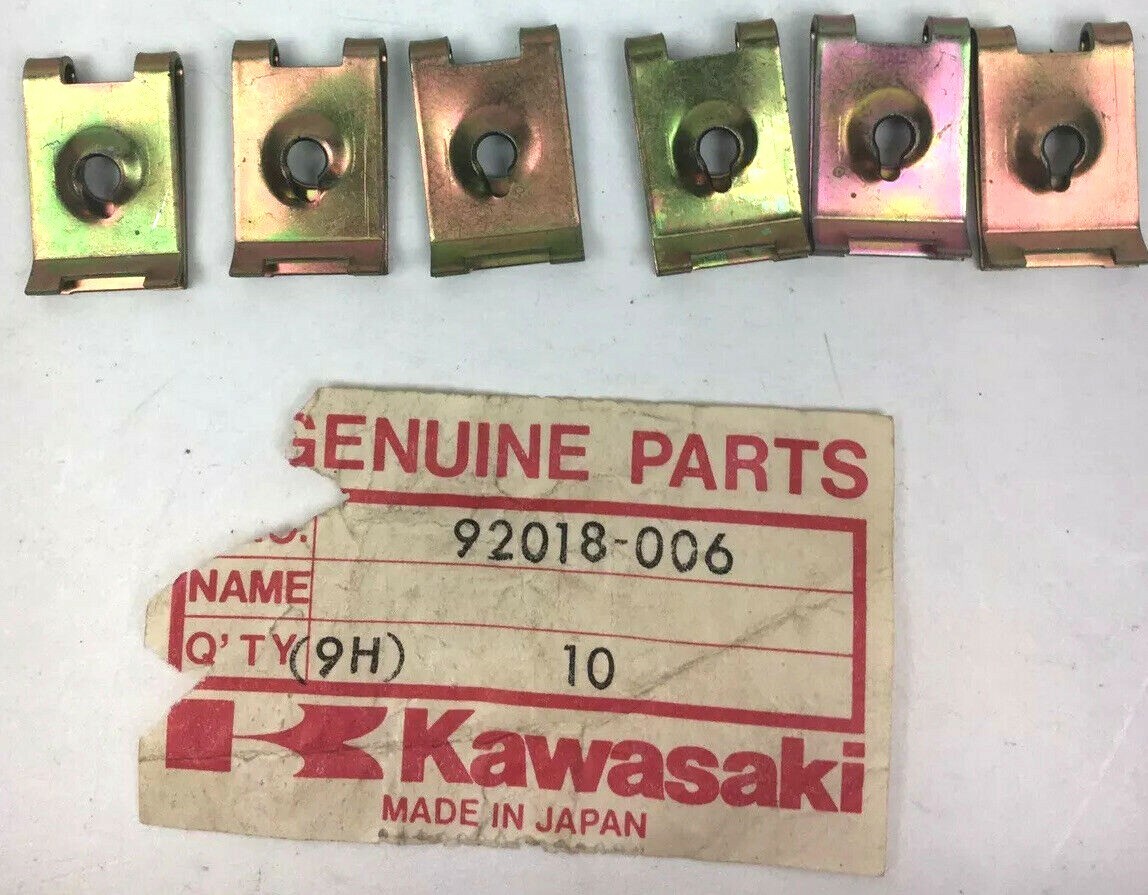 GENUINE PARTS
92018-006
NAME
Q'TY (9H) 10
Kawasaki
MADE IN JAPAN